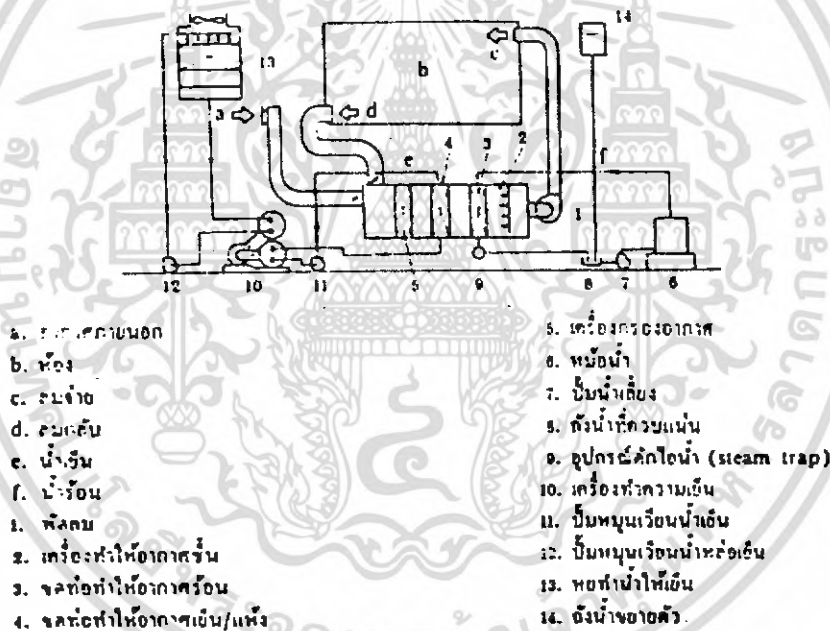 14
13
c
b
a
d
4
3
2
e
f
1
12
10
11
5
9
8
7
6
a. อากาศภายนอก
b. ห้อง
c. ลมจ่าย
d. ลมกลับ
e. น้ำเย็น
f. น้ำร้อน
1. พัดลม
2. เครื่องทำให้อากาศชื้น
3. ขดท่อทำให้อากาศร้อน
4. ขดท่อทำให้อากาศเย็น/แห้ง
5. เครื่องกรองอากาศ
6. หม้อน้ำ
7. ปั๊มน้ำเลี้ยง
8. ถังน้ำที่ควบแน่น
9. อุปกรณ์ดักไอน้ำ (steam trap)
10. เครื่องทำความเย็น
11. ปั๊มหมุนเวียนน้ำเย็น
12. ปั๊มหมุนเวียนน้ำหล่อเย็น
13. หอทำน้ำให้เย็น
14. ถังน้ำขยายตัว